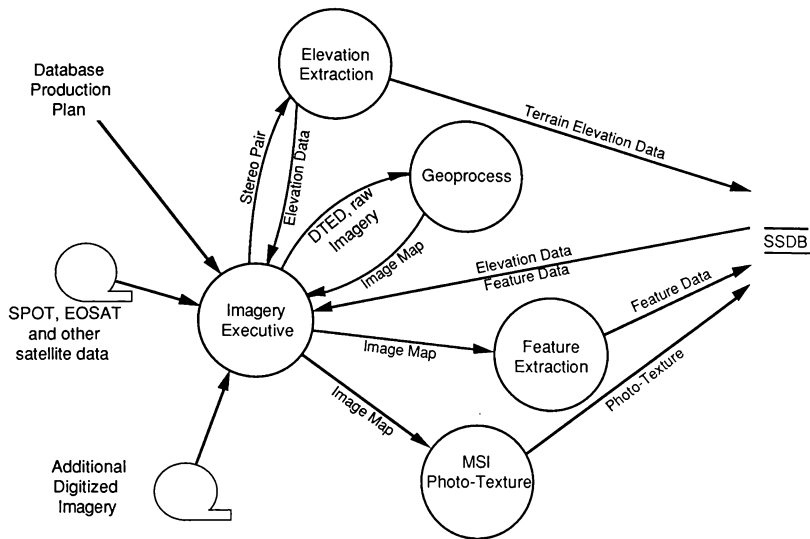 Elevation
Extraction
Database
Production
Plan
Terrain Elevation Data
Stereo Pair
Elevation Data
Geoprocess
DTED, raw
Imagery
Image Map
SSDB
Elevation Data
Feature Data
Feature Data
SPOT, EOSAT
and other
satellite data
Imagery
Executive
Image Map
Feature
Extraction
Photo-Texture
Image Map
MSI
Photo-Texture
Additional
Digitized
Imagery